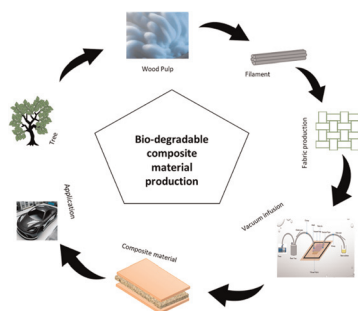 Wood Pulp
Filament
Fabric production
Vacuum infusion
Composite material
Application
Tree
Bio-degradable
composite
material
production